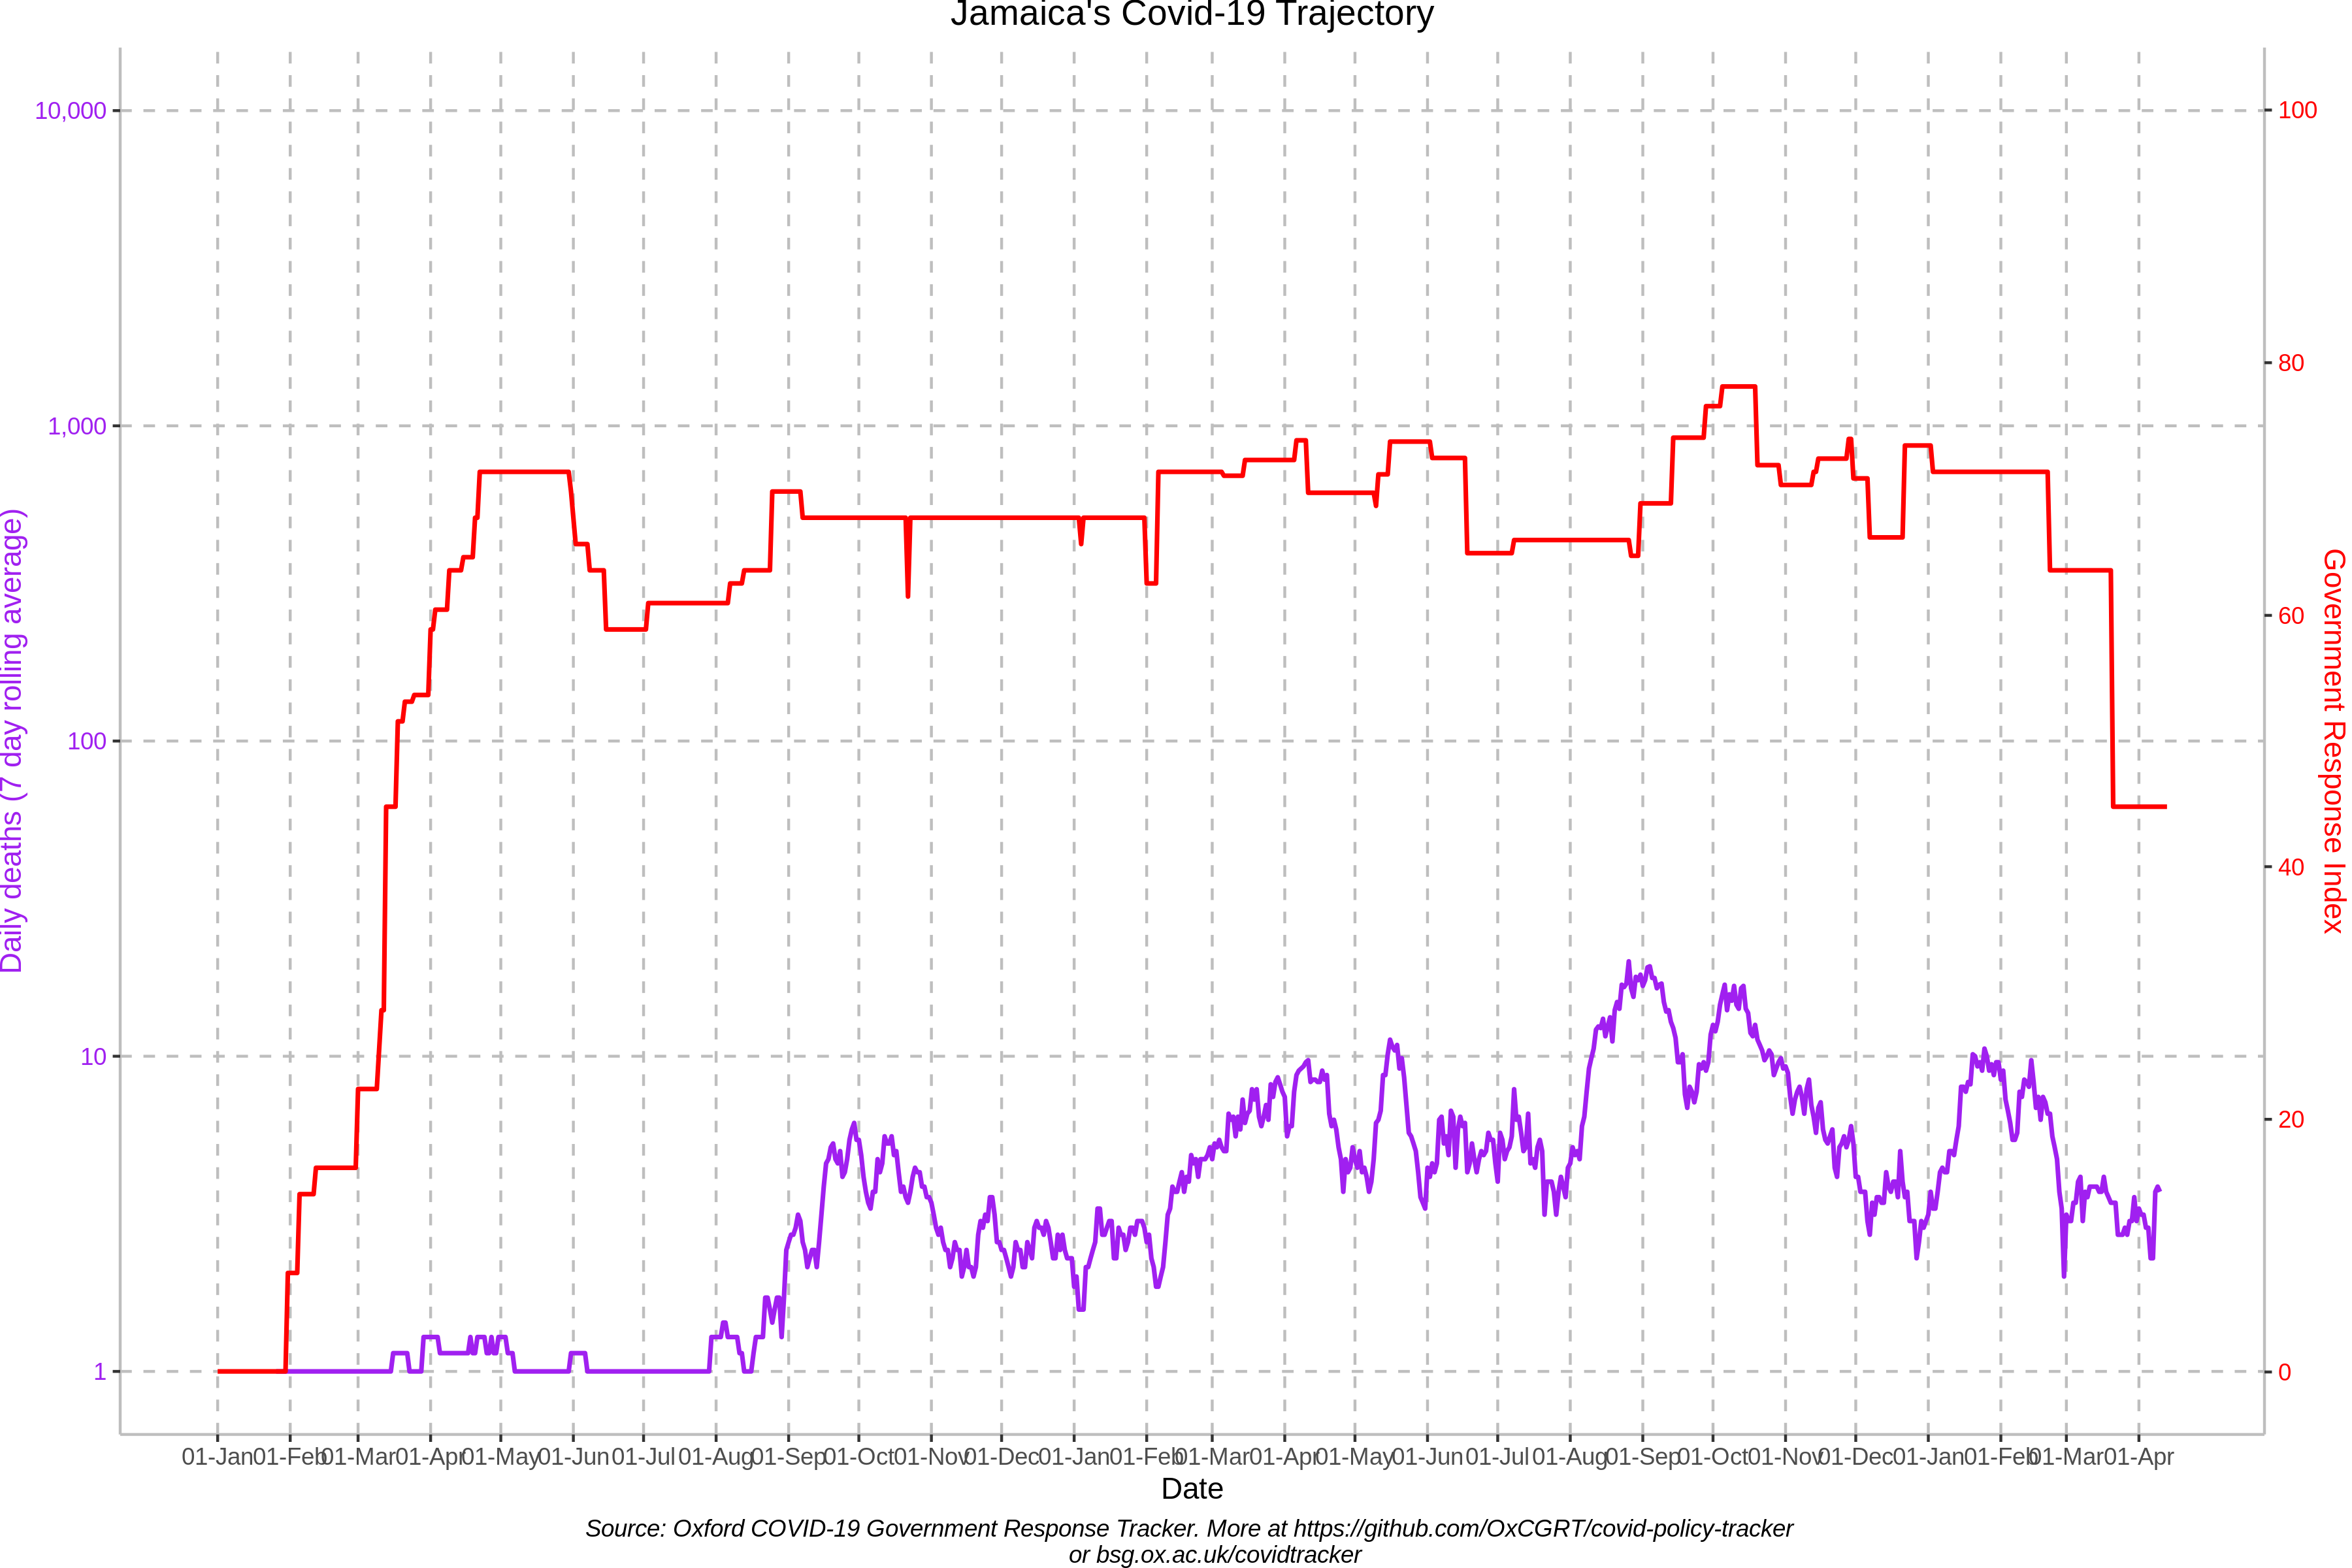 Jamaica's Covid-19 Trajectory
10,000
1,000
100
10
1
Daily deaths (7 day rolling average)
100
80
60
40
20
0
Government Response Index
01-Jan 01-Feb 01-Mar 01-Apr 01-May 01-Jun 01-Jul 01-Aug 01-Sep 01-Oct 01-Nov 01-Dec 01-Jan 01-Feb 01-Mar 01-Apr 01-May 01-Jun 01-Jul 01-Aug 01-Sep 01-Oct 01-Nov 01-Dec 01-Jan 01-Feb 01-Mar 01-Apr
Date
Source: Oxford COVID-19 Government Response Tracker. More at https://github.com/OxCGRT/covid-policy-tracker
or bsg.ox.ac.uk/covidtracker